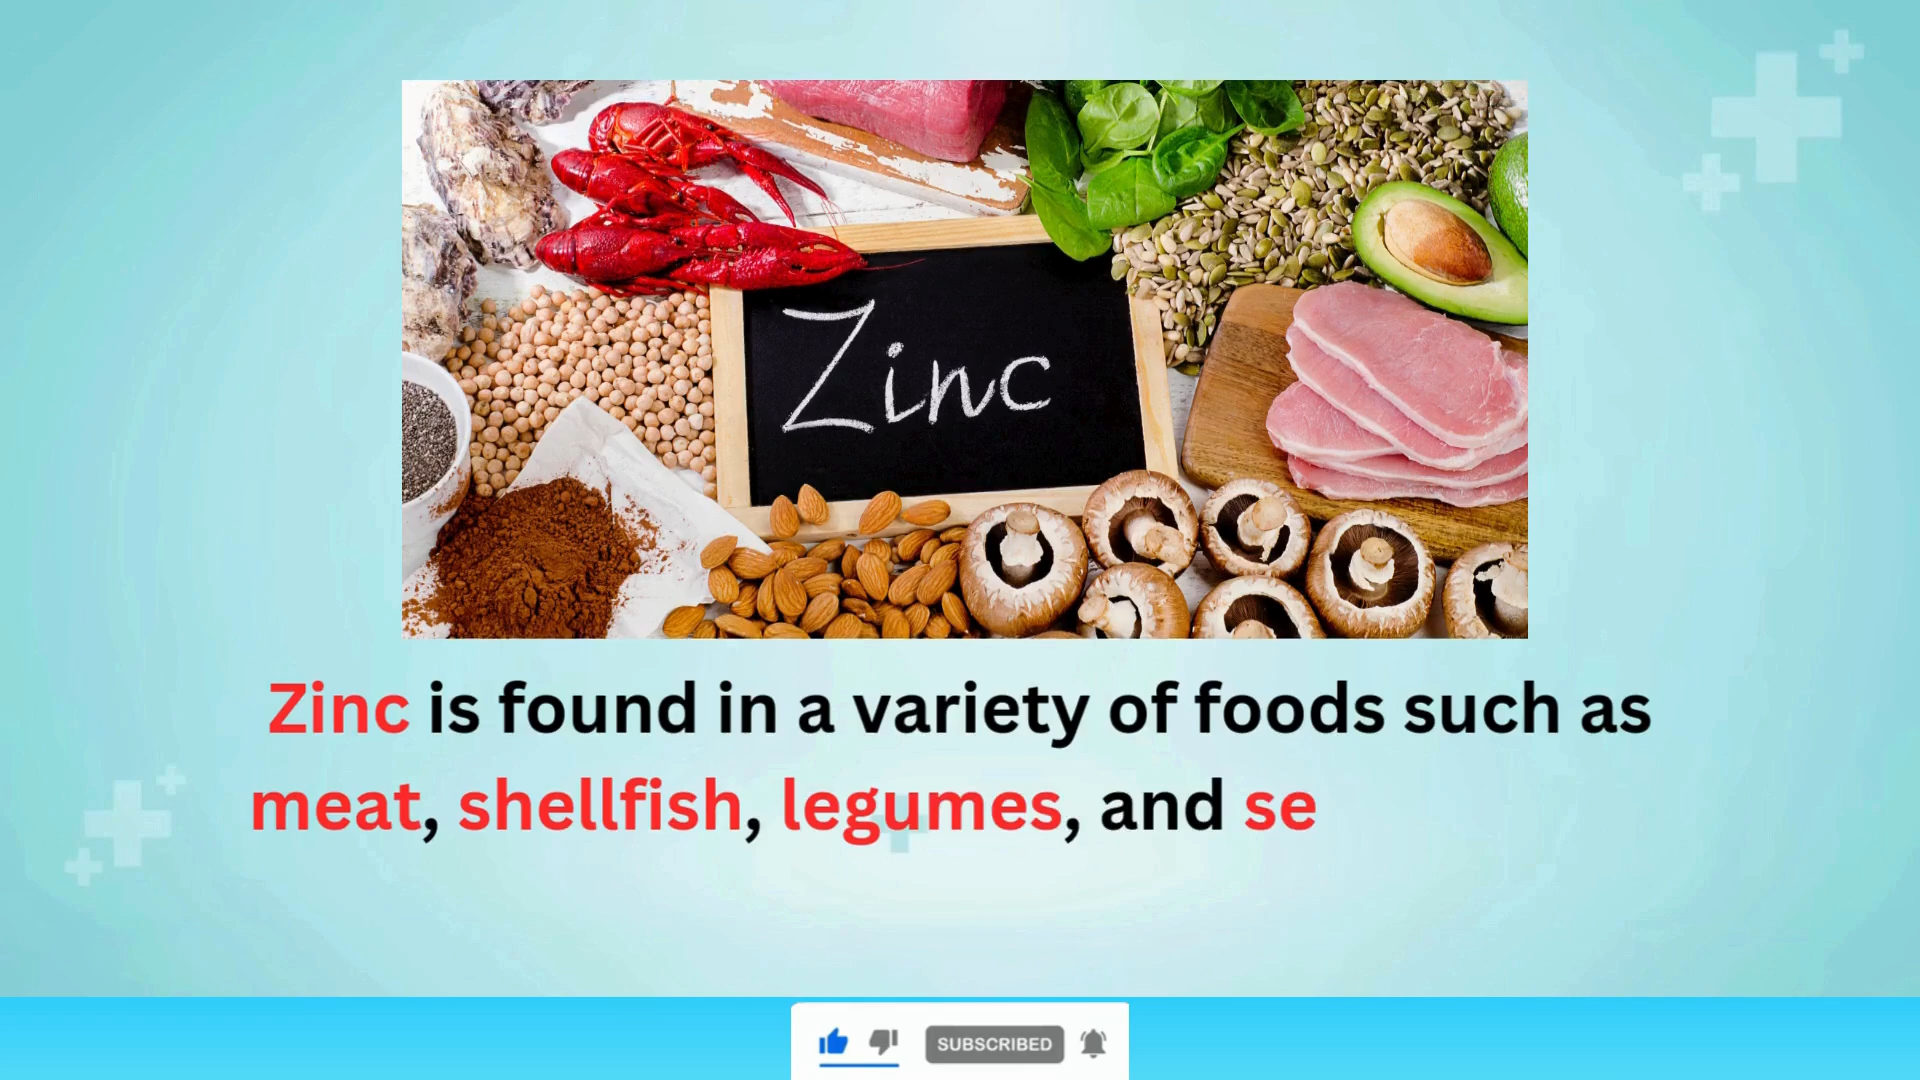 Zinc
Zinc is found in a variety of foods such as
meat, shellfish, legumes, and se
SUBSCRIBED